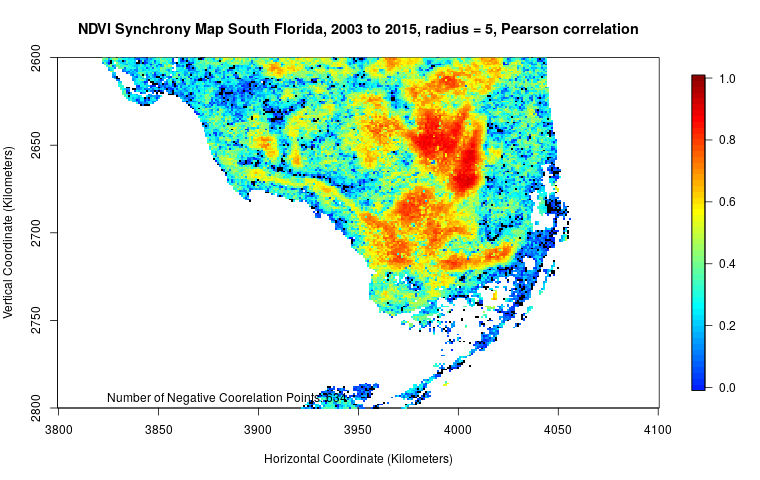 NDVI Synchrony Map South Florida, 2003 to 2015, radius = 5, Pearson correlation
2600
2650
2700
2750
2800
Vertical Coordinate (Kilometers)
Number of Negative Coorelation Points: 634
3800 3850 3900 3950 4000 4050 4100
Horizontal Coordinate (Kilometers)
1.0
0.8
0.6
0.4
0.2
0.0